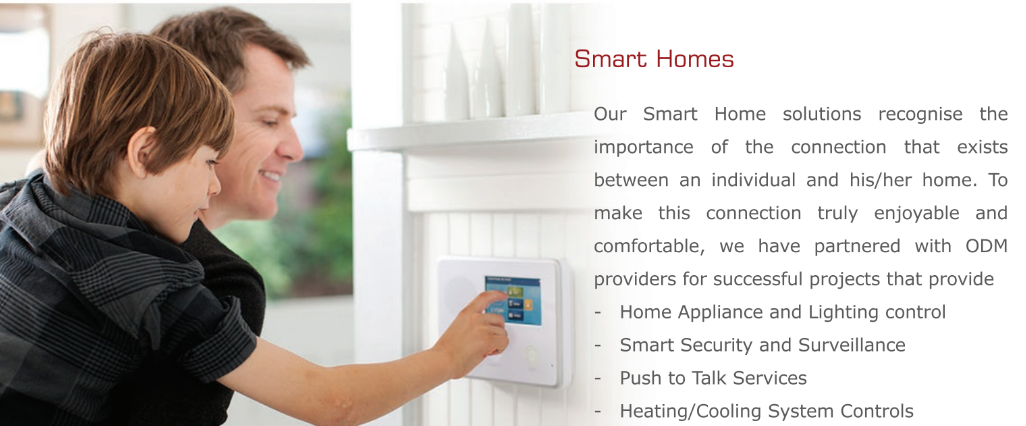 Smart Homes
Our Smart Home solutions recognise the
importance of the connection that exists
between an individual and his/her home. To
make this connection truly enjoyable and
comfortable, we have partnered with ODM
providers for successful projects that provide
- Home Appliance and Lighting control
- Smart Security and Surveillance
- Push to Talk Services
- Heating/Cooling System Controls